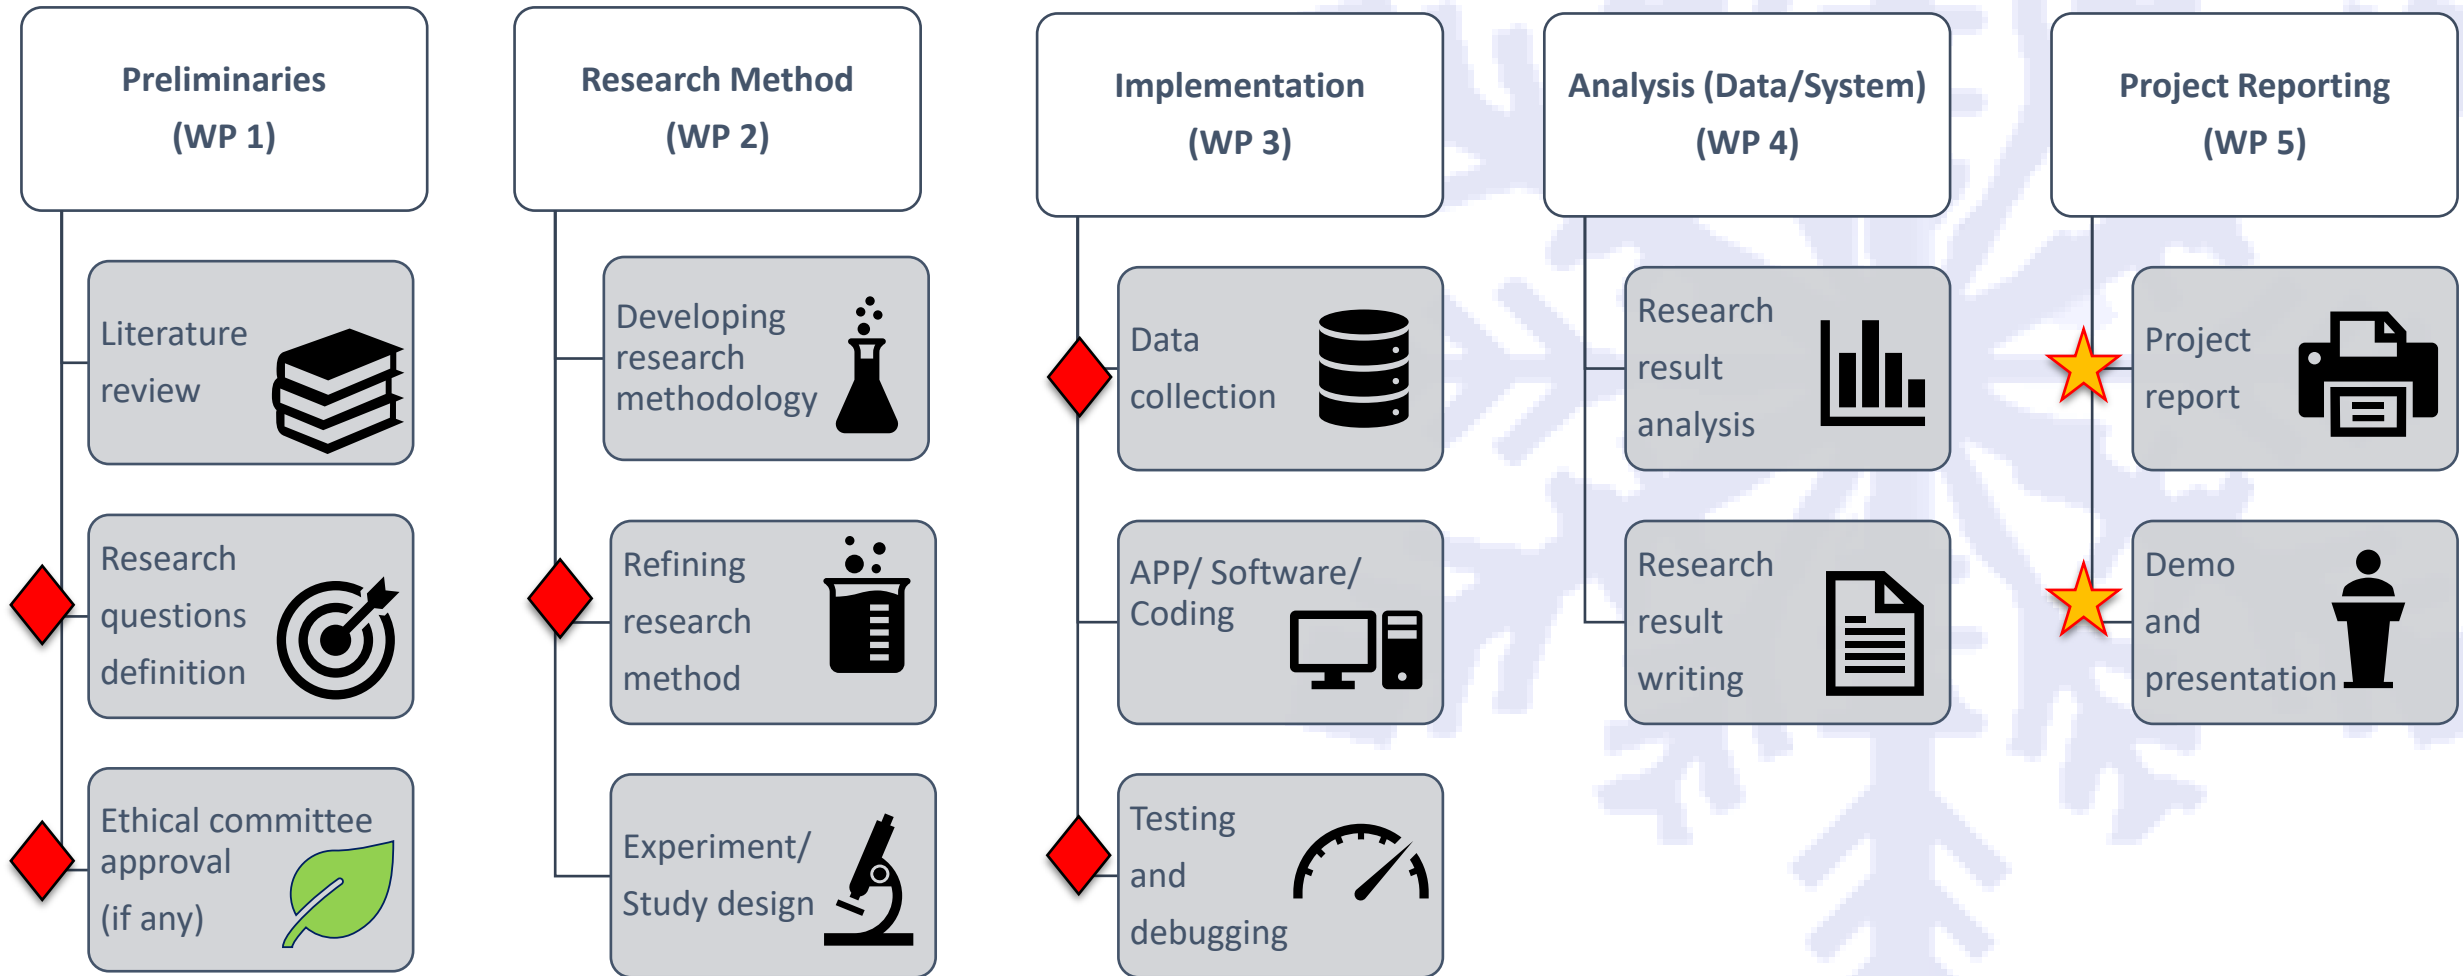 Preliminaries
(WP 1)
Literature
review
Research
questions
definition
Ethical committee
approval
(if any)
Research Method
(WP 2)
Developing
research
methodology
Refining
research
method
Experiment/
Study design
Implementation
(WP 3)
Data
collection
APP/ Software/
Coding
Testing
and
debugging
Analysis (Data/System)
(WP 4)
Research
result
analysis
Research
result
writing
Project Reporting
(WP 5)
Project
report
Demo
and
presentation